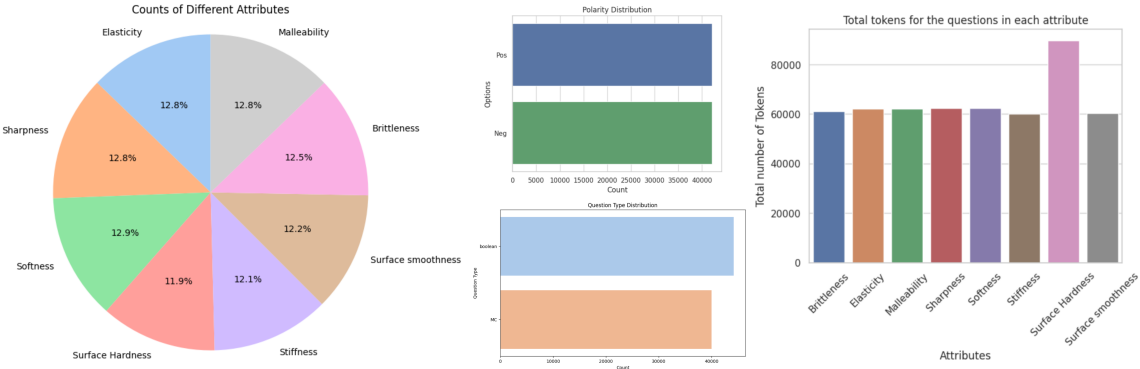 Counts of Different Attributes
Elasticity
Malleability
12.8%
12.8%
Sharpness
Brittleness
12.8%
12.5%
12.9%
12.2%
Softness
Surface smoothness
11.9%
12.1%
Surface Hardness
Stiffness
Polarity Distribution
Options
Pos
Neg
0 5000 10000 15000 20000 25000 30000 35000 40000
Count
Question Type Distribution
Question Type
boolean
MC
0 10000 20000 30000 40000
Count
Total tokens for the questions in each attribute
Total number of Tokens
80000
60000
40000
20000
0
Brittleness
Elasticity
Malleability
Sharpness
Softness
Stiffness
Surface Hardness
Surface smoothness
Attributes